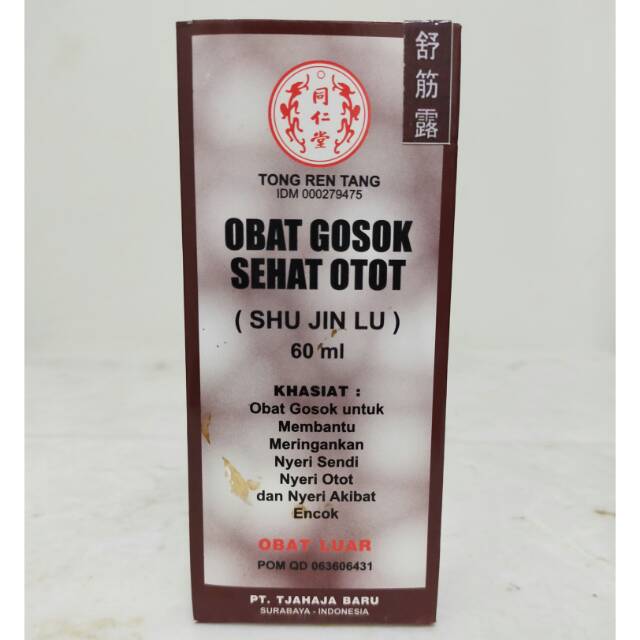 舒筋露
同仁堂
TONG REN TANG
IDM 000279475
OBAT GOSOK
SEHAT OTOT
( SHU JIN LU )
60 ml
KHASIAT :
Obat Gosok untuk
Membantu
Meringankan
Nyeri Sendi
Nyeri Otot
dan Nyeri Akibat
Encok
OBAT LUAR
POM QD 063606431
PT. TJAHAJA BARU
SURABAYA - INDONESIA